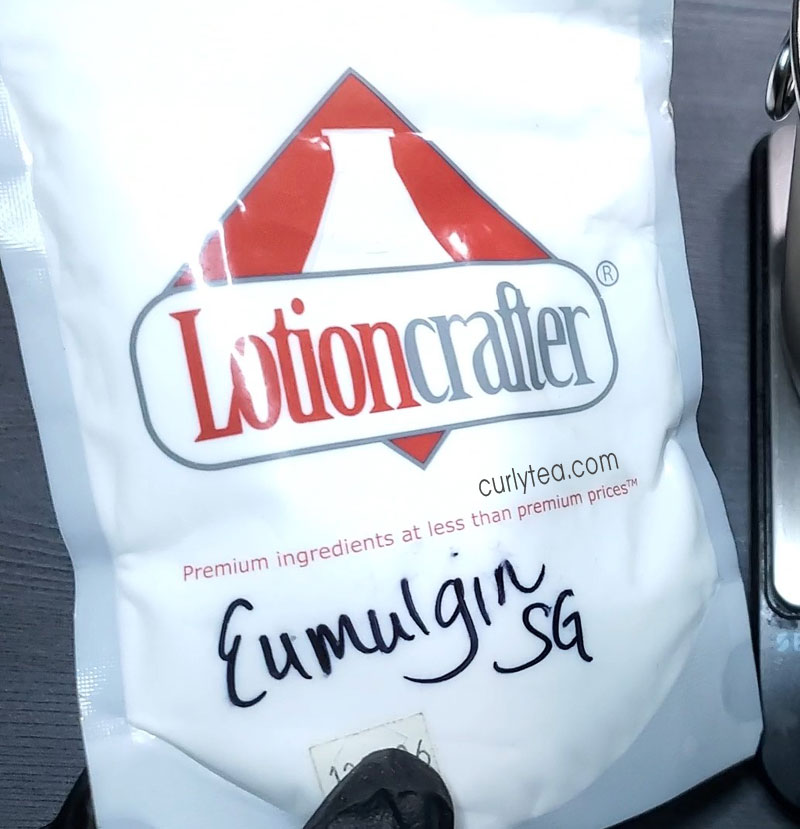 Lotioncrafter®
curlytea.com
Premium ingredients at less than premium prices™
Eumulgin
SG